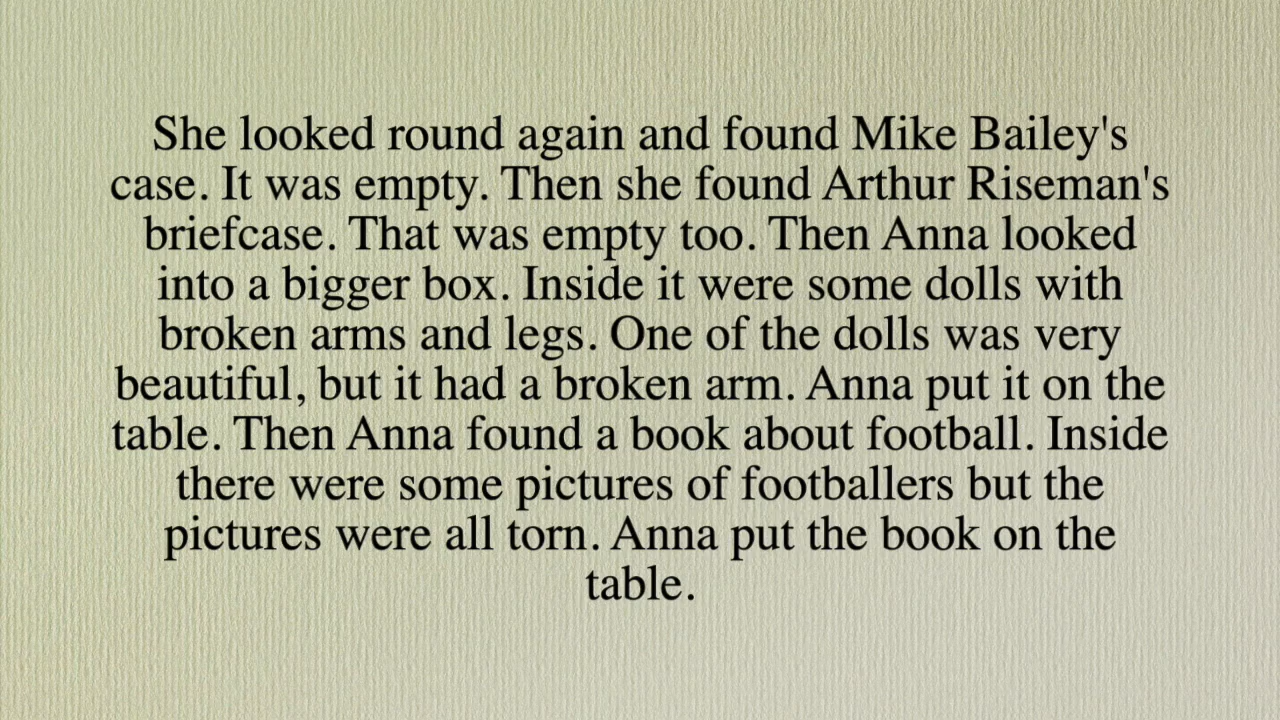 She looked round again and found Mike Bailey's
case. It was empty. Then she found Arthur Riseman's
briefcase. That was empty too. Then Anna looked
into a bigger box. Inside it were some dolls with
broken arms and legs. One of the dolls was very
beautiful, but it had a broken arm. Anna put it on the
table. Then Anna found a book about football. Inside
there were some pictures of footballers but the
pictures were all torn. Anna put the book on the
table.